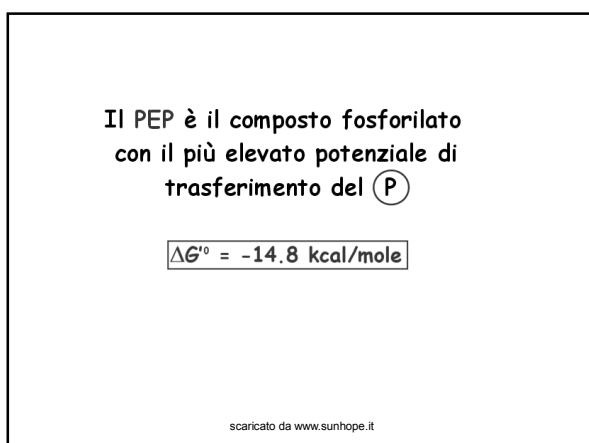 Il PEP è il composto fosforilato
con il più elevato potenziale di
trasferimento del P
ΔG'⁰ = -14.8 kcal/mole
scaricato da www.sunhope.it